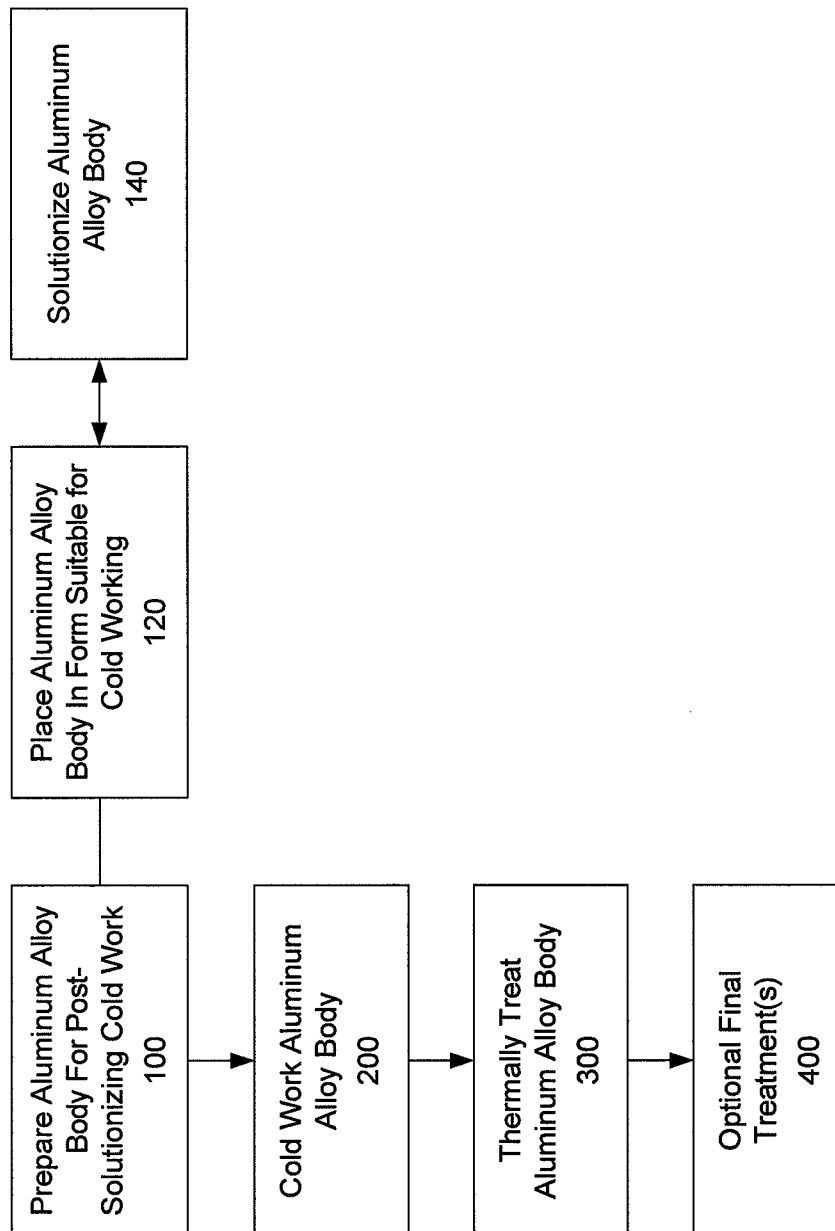 Prepare Aluminum Alloy
Body For Post-
Solutionizing Cold Work
100
Place Aluminum Alloy
Body In Form Suitable for
Cold Working
120
Solutionize Aluminum
Alloy Body
140
Cold Work Aluminum
Alloy Body
200
Thermally Treat
Aluminum Alloy Body
300
Optional Final
Treatment(s)
400